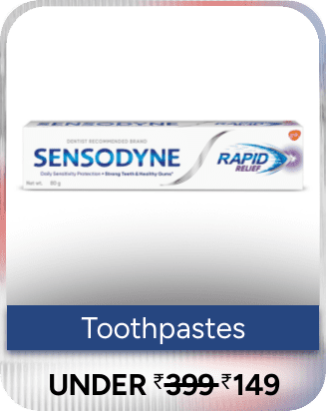 DENTIST RECOMMENDED BRAND
SENSODYNE
Daily Sensitivity Protection + Strong Teeth & Healthy Gums*
Net wt. 80 g
RAPID
RELIEF
Toothpastes
UNDER ₹399 ₹149